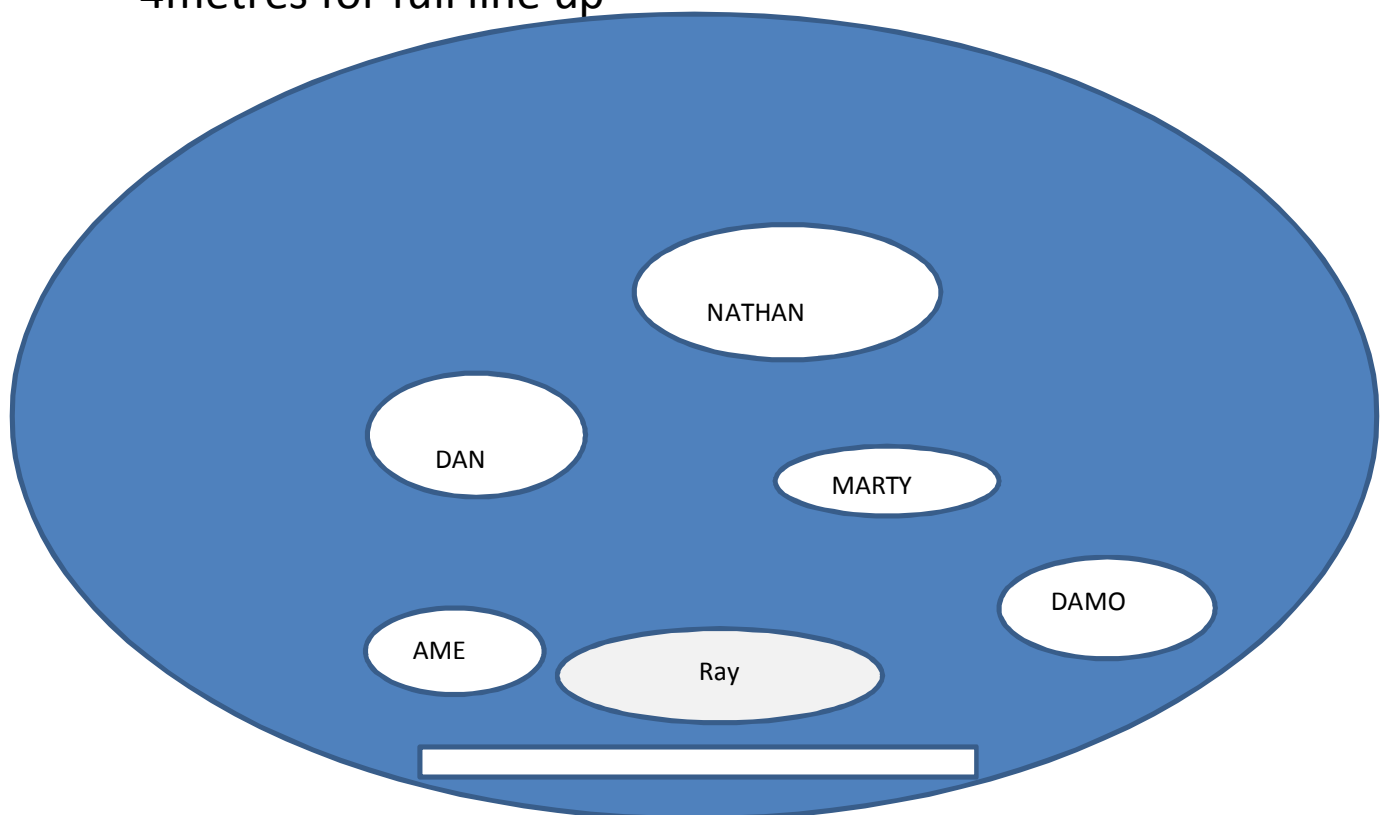 4metres for full line up
NATHAN
DAN
MARTY
DAMO
AME
Ray